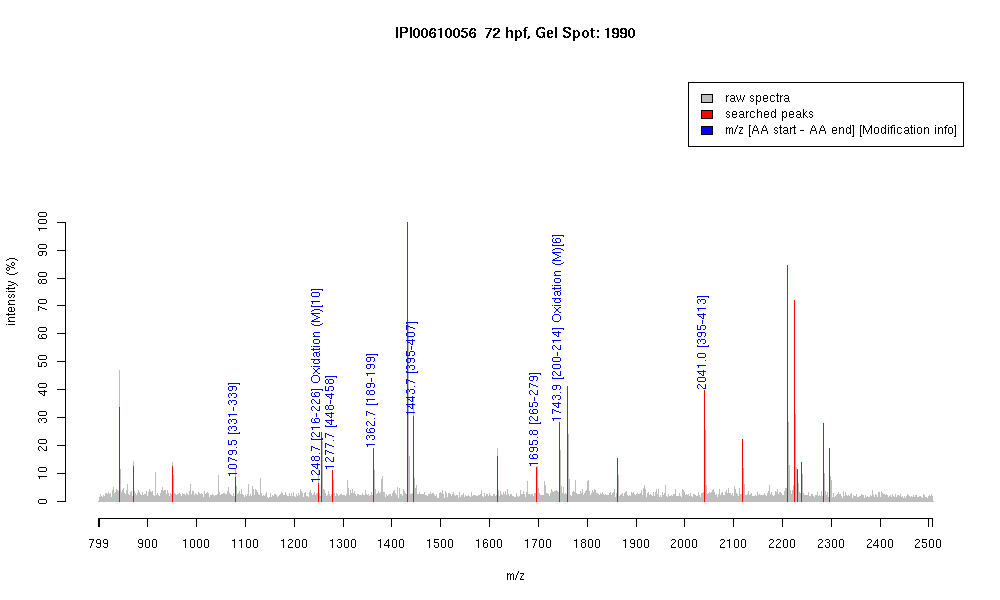 IPI00610056 72 hpf, Gel Spot: 1990
raw spectra
searched peaks
m/z [AA start - AA end] [Modification info]
intensity (%)
100
90
80
70
60
50
40
30
20
10
0
1079.5 [331-339]
1248.7 [216-226] Oxidation (M)[10]
1277.7 [448-458]
1362.7 [189-199]
1443.7 [395-407]
1695.8 [265-279]
1743.9 [200-214] Oxidation (M)[6]
2041.0 [395-413]
799 900 1000 1100 1200 1300 1400 1500 1600 1700 1800 1900 2000 2100 2200 2300 2400 2500
m/z